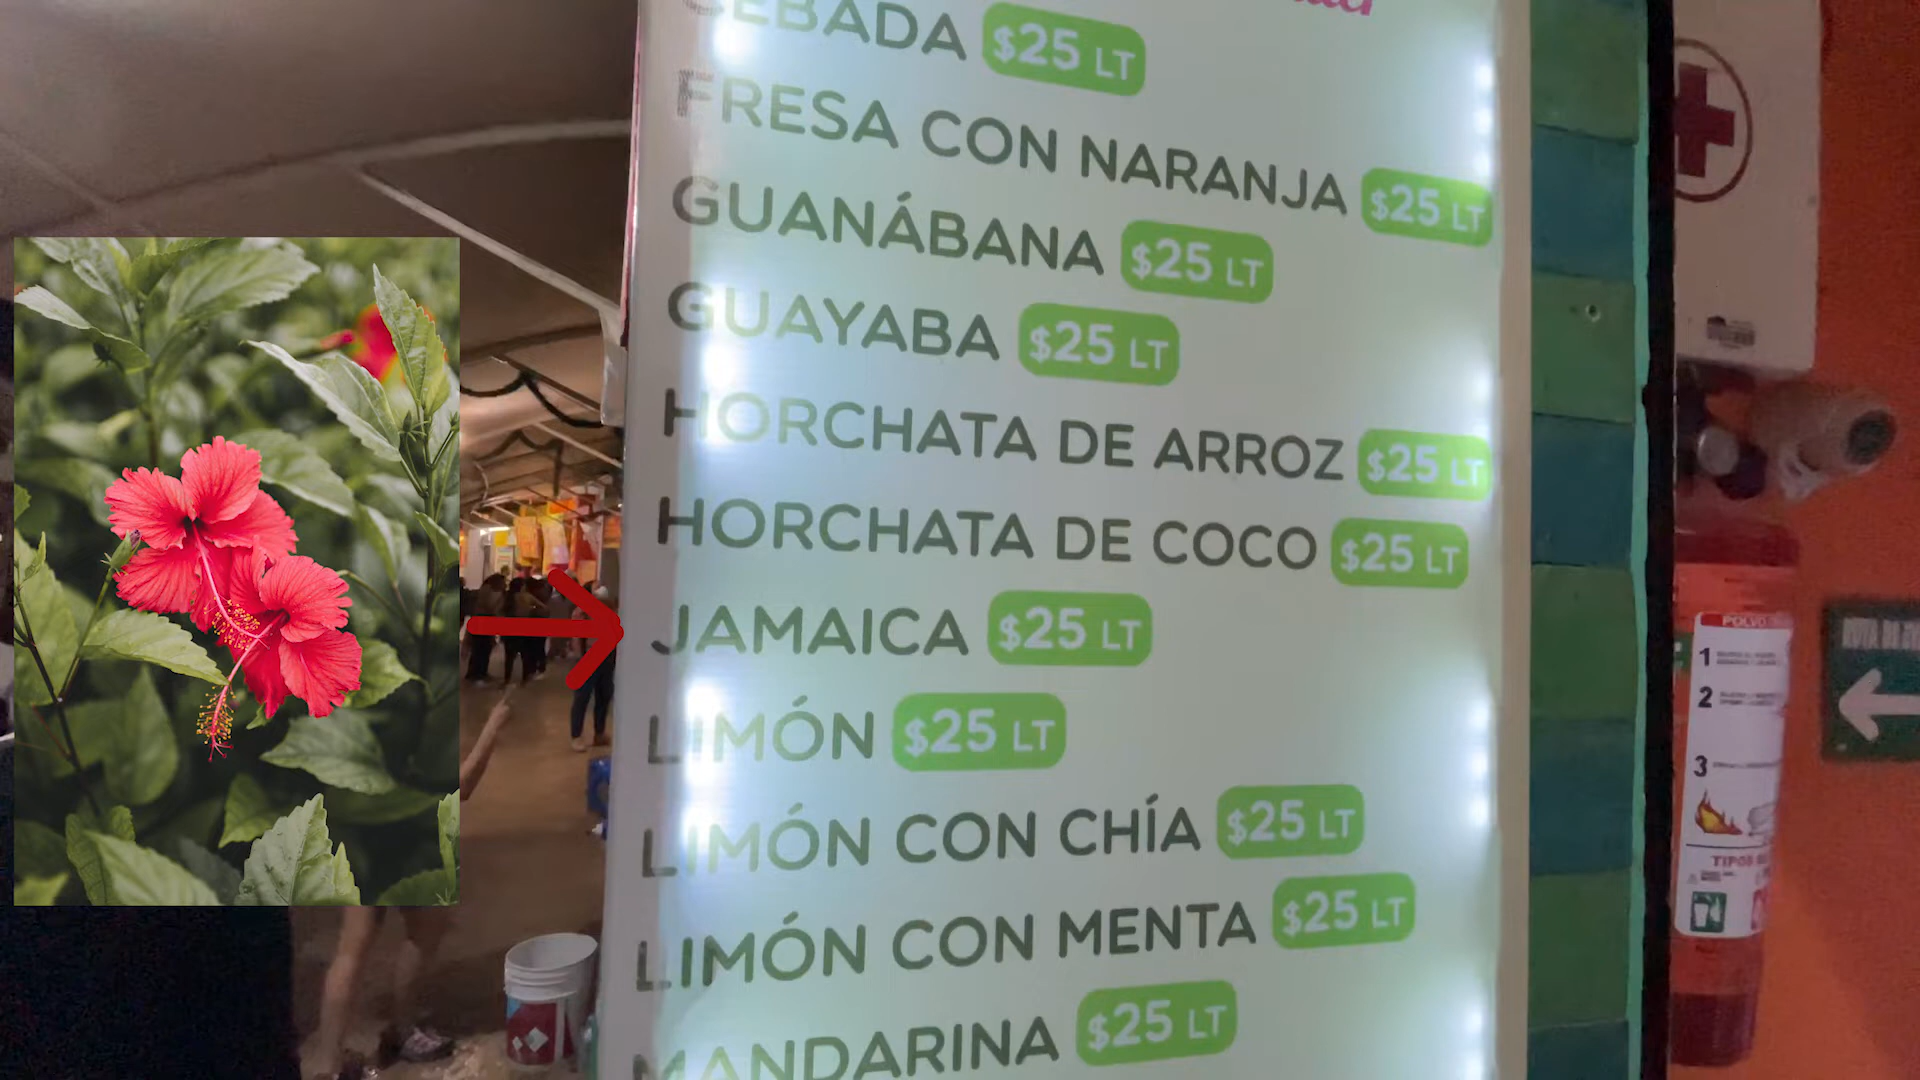 CEBADA $25 LT
FRESA CON NARANJA $25 LT
GUANÁBANA $25 LT
GUAYABA $25 LT
HORCHATA DE ARROZ $25 LT
HORCHATA DE COCO $25 LT
JAMAICA $25 LT
LIMÓN $25 LT
LIMÓN CON CHÍA $25 LT
LIMÓN CON MENTA $25 LT
MANDARINA $25 LT
POLVO
1
2
3
TIPOS